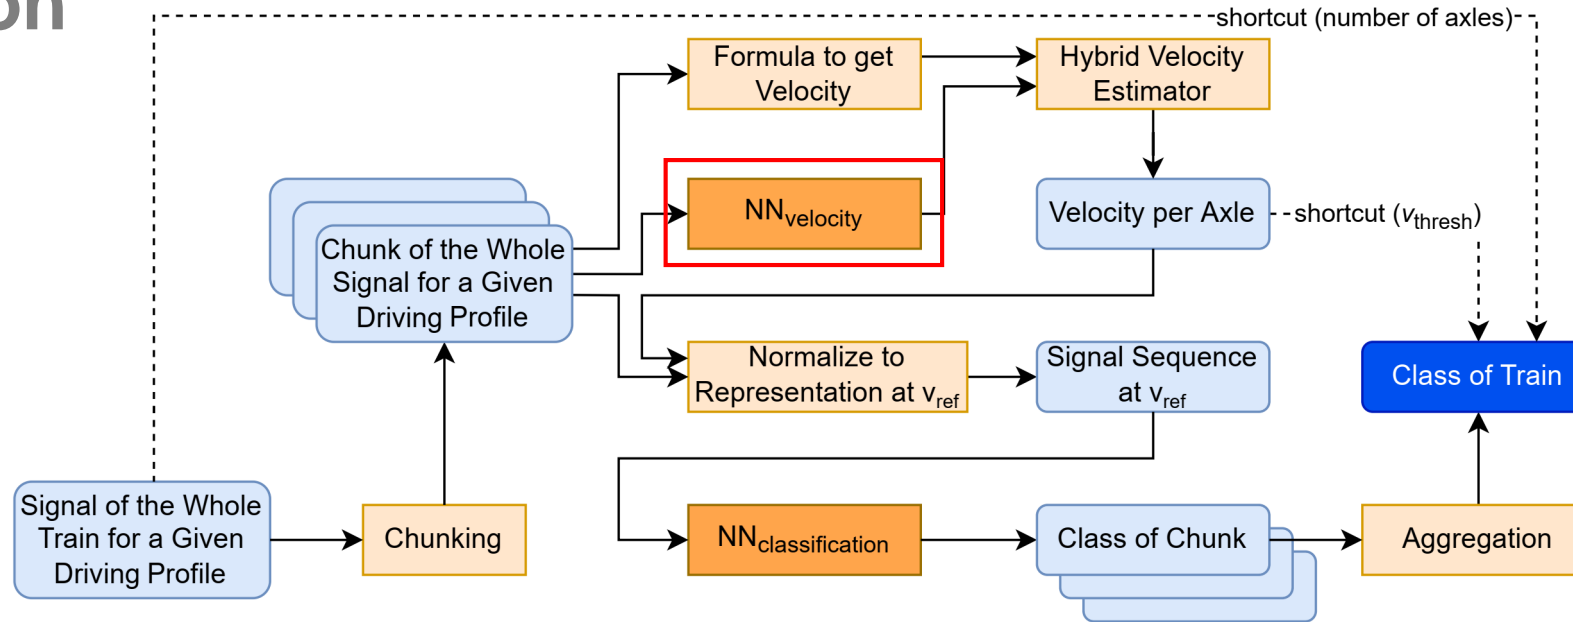 on
shortcut (number of axles)
Formula to get
Velocity
Hybrid Velocity
Estimator
NNvelocity
Velocity per Axle
shortcut (vthresh)
Chunk of the Whole
Signal for a Given
Driving Profile
Normalize to
Representation at vref
Signal Sequence
at vref
Class of Train
Signal of the Whole
Train for a Given
Driving Profile
Chunking
NNclassification
Class of Chunk
Aggregation